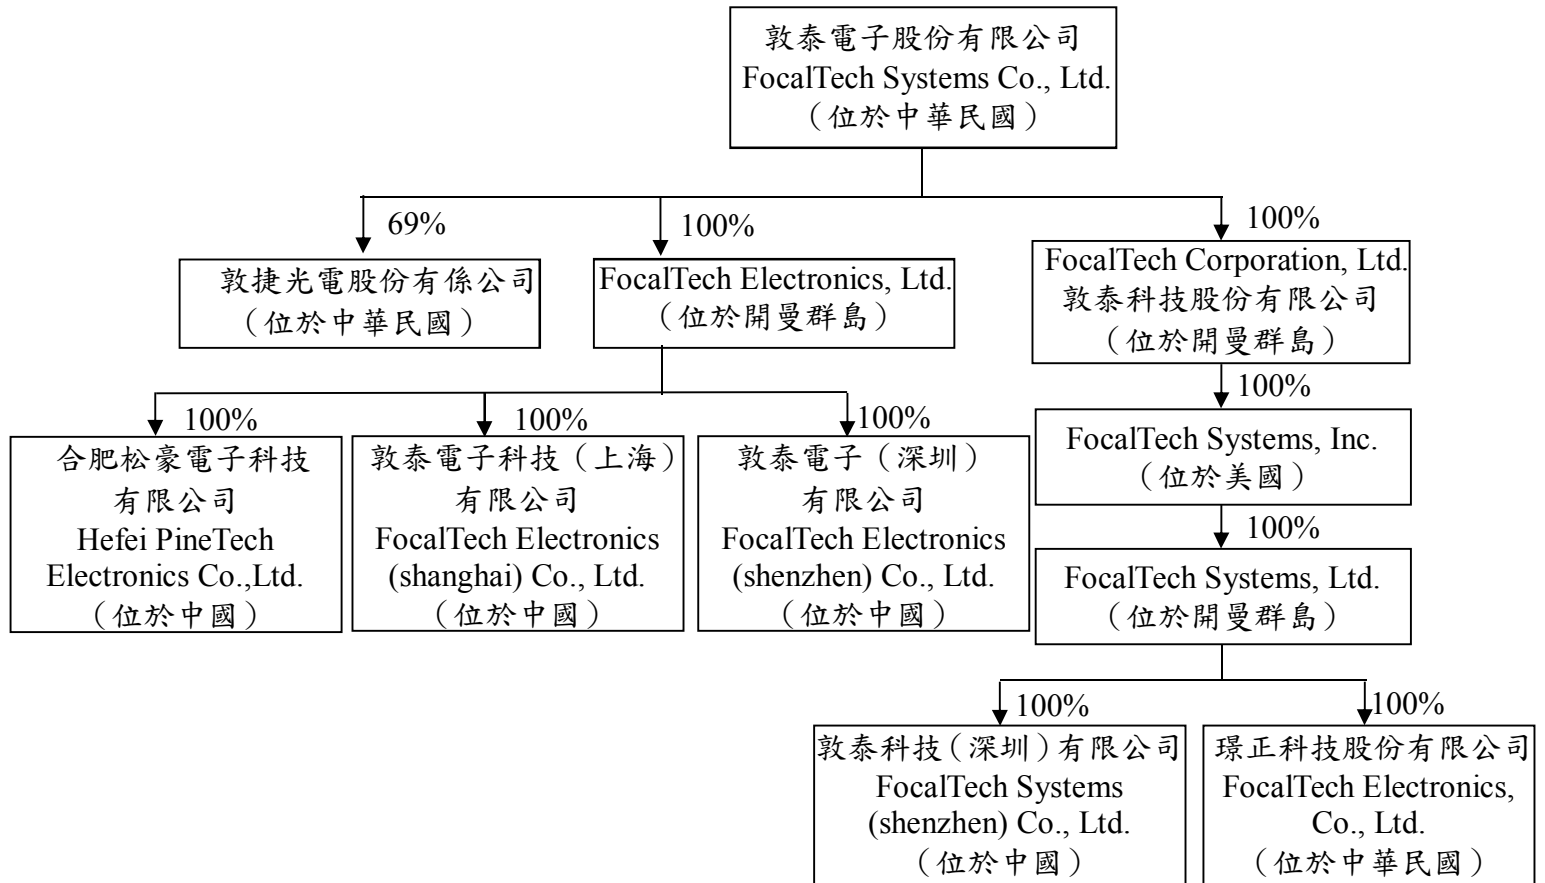 敦泰電子股份有限公司
FocalTech Systems Co., Ltd.
（位於中華民國）
69%
100%
100%
敦捷光電股份有係公司
（位於中華民國）
FocalTech Electronics, Ltd.
（位於開曼群島）
FocalTech Corporation, Ltd.
敦泰科技股份有限公司
（位於開曼群島）
100%
100%
100%
100%
合肥松豪電子科技
有限公司
Hefei PineTech
Electronics Co.,Ltd.
（位於中國）
敦泰電子科技（上海）
有限公司
FocalTech Electronics
(shanghai) Co., Ltd.
（位於中國）
敦泰電子（深圳）
有限公司
FocalTech Electronics
(shenzhen) Co., Ltd.
（位於中國）
FocalTech Systems, Inc.
（位於美國）
100%
FocalTech Systems, Ltd.
（位於開曼群島）
100%
100%
敦泰科技（深圳）有限公司
FocalTech Systems
(shenzhen) Co., Ltd.
（位於中國）
璟正科技股份有限公司
FocalTech Electronics,
Co., Ltd.
（位於中華民國）